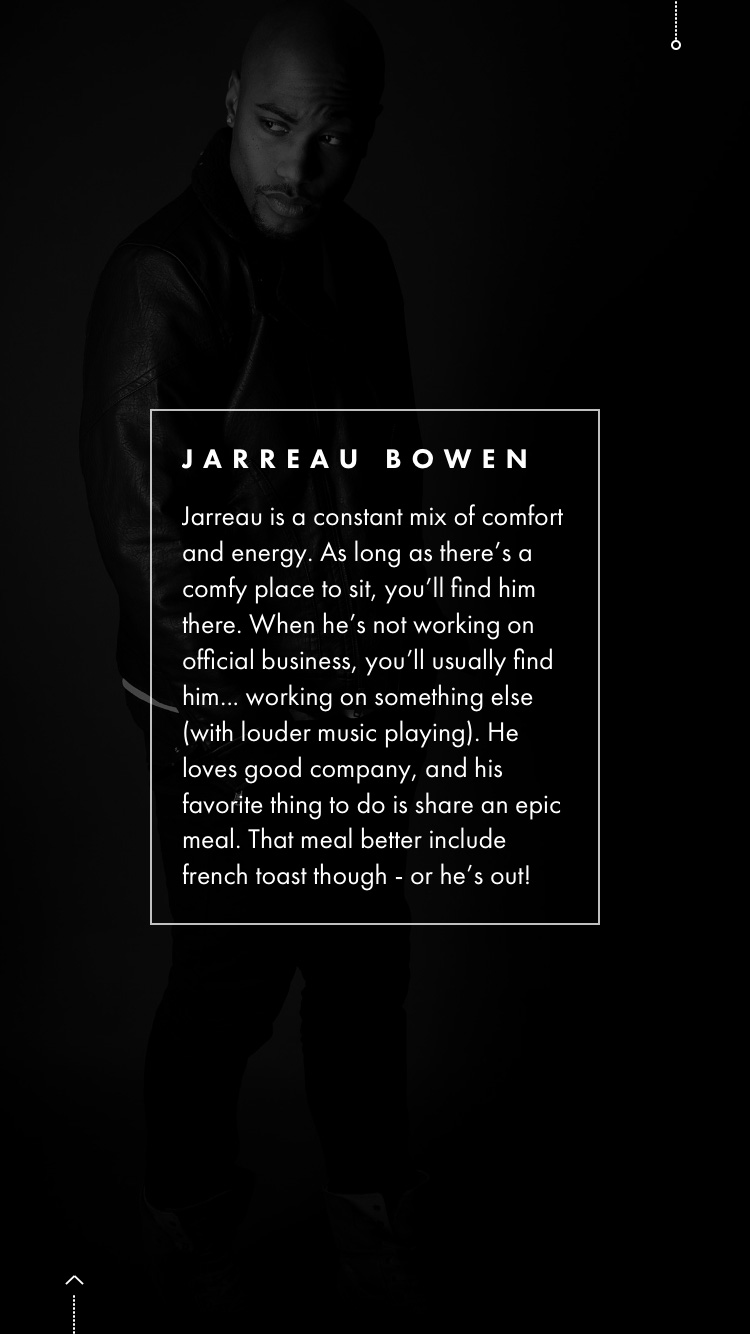 JARREAU BOWEN
Jarreau is a constant mix of comfort
and energy. As long as there’s a
comfy place to sit, you’ll find him
there. When he’s not working on
official business, you’ll usually find
him... working on something else
(with louder music playing). He
loves good company, and his
favorite thing to do is share an epic
meal. That meal better include
french toast though - or he’s out!